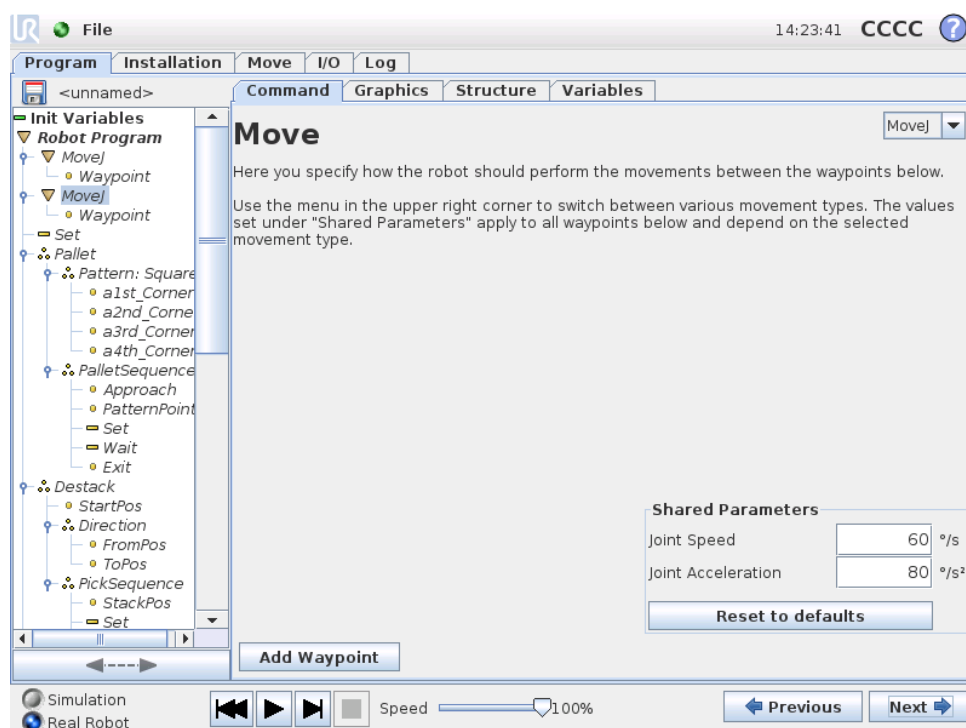 UR File 14:23:41 CCCC ?
Program Installation Move I/O Log
<unnamed> Command Graphics Structure Variables
Init Variables
Robot Program
MoveJ
Waypoint
MoveJ
Waypoint
Set
Pallet
Pattern: Square
a1st_Corner
a2nd_Corne
a3rd_Corner
a4th_Corner
PalletSequence
Approach
PatternPoint
Set
Wait
Exit
Destack
StartPos
Direction
FromPos
ToPos
PickSequence
StackPos
Set
Move MoveJ
Here you specify how the robot should perform the movements between the waypoints below.
Use the menu in the upper right corner to switch between various movement types. The values
set under "Shared Parameters" apply to all waypoints below and depend on the selected
movement type.
Shared Parameters
Joint Speed 60 °/s
Joint Acceleration 80 °/s²
Reset to defaults
Add Waypoint
Simulation
Real Robot
Speed 100%
Previous Next